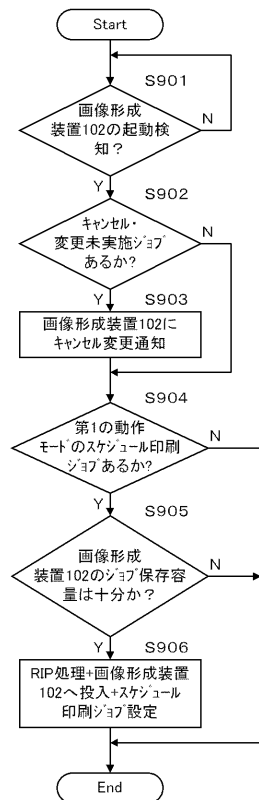 Start
S901
画像形成
装置102の起動検
知？
N
Y
S902
キャンセル・
変更未実施ジョブ
あるか?
N
Y
S903
画像形成装置102に
キャンセル変更通知
S904
第1の動作
モードのスケジュール印刷
ジョブあるか?
N
Y
S905
画像形成
装置102のジョブ保存容
量は十分か？
N
Y
S906
RIP処理+画像形成装置
102へ投入+スケジュール
印刷ジョブ設定
End